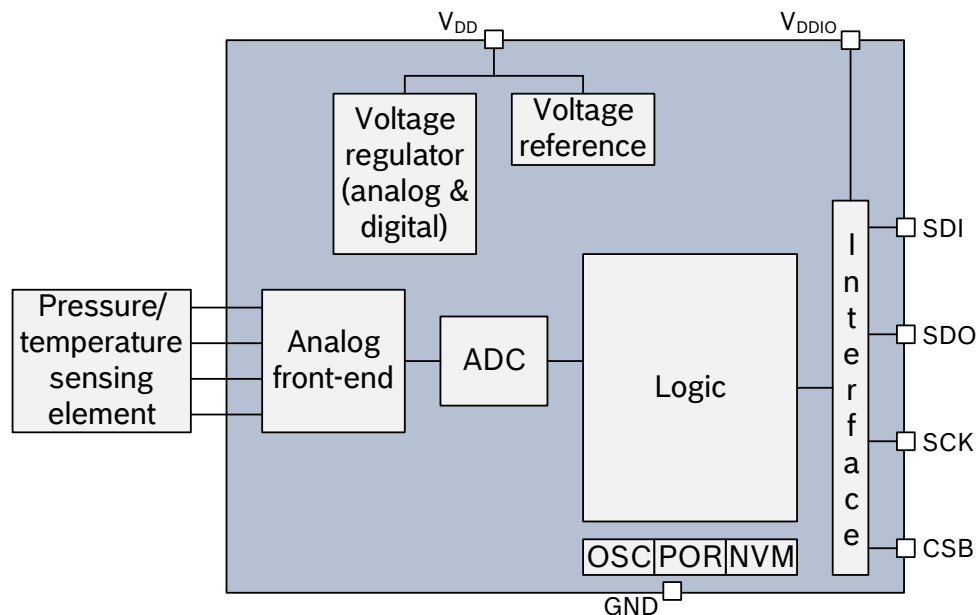 VDD
VDDIO
Voltage
regulator
(analog &
digital)
Voltage
reference
Pressure/
temperature
sensing
element
Analog
front-end
ADC
Logic
Interface
SDI
SDO
SCK
CSB
OSC POR NVM
GND